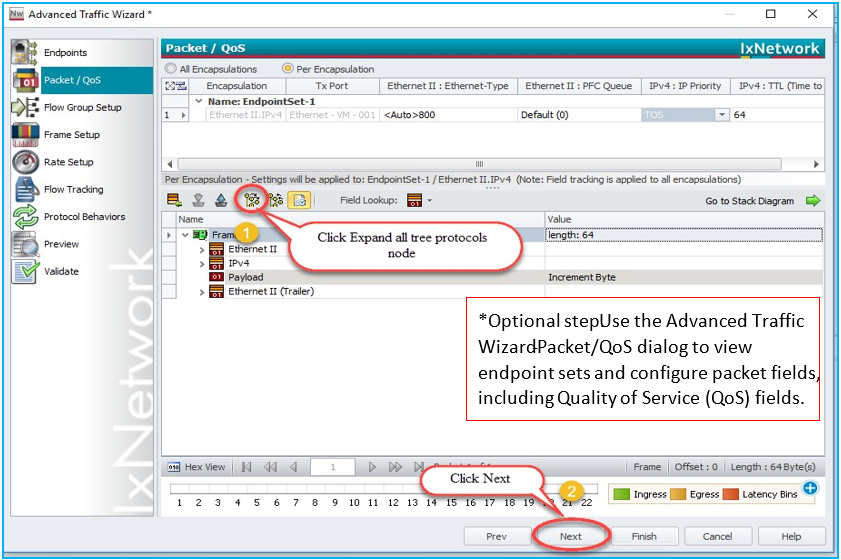 Nw Advanced Traffic Wizard *
Endpoints
Packet / QoS
Flow Group Setup
Frame Setup
Rate Setup
Flow Tracking
Protocol Behaviors
Preview
Validate
IxNetwork
Packet / QoS
IxNetwork
All Encapsulations Per Encapsulation
Encapsulation Tx Port Ethernet II : Ethernet-Type Ethernet II : PFC Queue IPv4 : IP Priority IPv4 : TTL (Time to
Name: EndpointSet-1
1 Ethernet II.IPv4 Ethernet - VM - 001 <Auto>800 Default (0) TOS 64
Per Encapsulation - Settings will be applied to: EndpointSet-1 / Ethernet II.IPv4 (Note: Field tracking is applied to all encapsulations)
Field Lookup: Go to Stack Diagram
Name Value
1
Frame length: 64
Ethernet II
IPv4
Payload Increment Byte
Ethernet II (Trailer)
Click Expand all tree protocols
node
*Optional stepUse the Advanced Traffic
Wizard-Packet/QoS dialog to view
endpoint sets and configure packet fields,
including Quality of Service (QoS) fields.
Hex View 1 Frame Offset : 0 Length : 64 Byte(s)
Click Next
2
1 2 3 4 5 6 7 8 9 10 11 12 13 14 15 16 17 18 19 20 21 22
Ingress Egress Latency Bins
Prev Next Finish Cancel Help